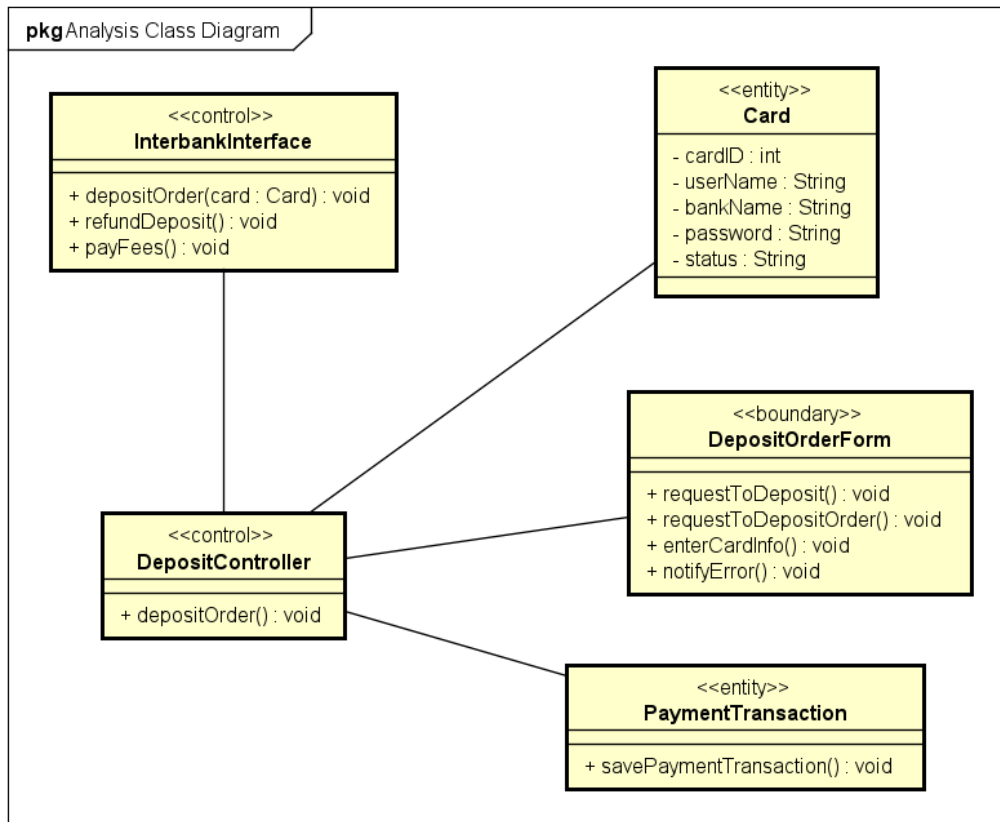 pkg Analysis Class Diagram
<<control>>
InterbankInterface
+ depositOrder(card : Card) : void
+ refundDeposit() : void
+ payFees() : void
<<entity>>
Card
- cardID : int
- userName : String
- bankName : String
- password : String
- status : String
<<boundary>>
DepositOrderForm
+ requestToDeposit() : void
+ requestToDepositOrder() : void
+ enterCardInfo() : void
+ notifyError() : void
<<control>>
DepositController
+ depositOrder() : void
<<entity>>
PaymentTransaction
+ savePaymentTransaction() : void